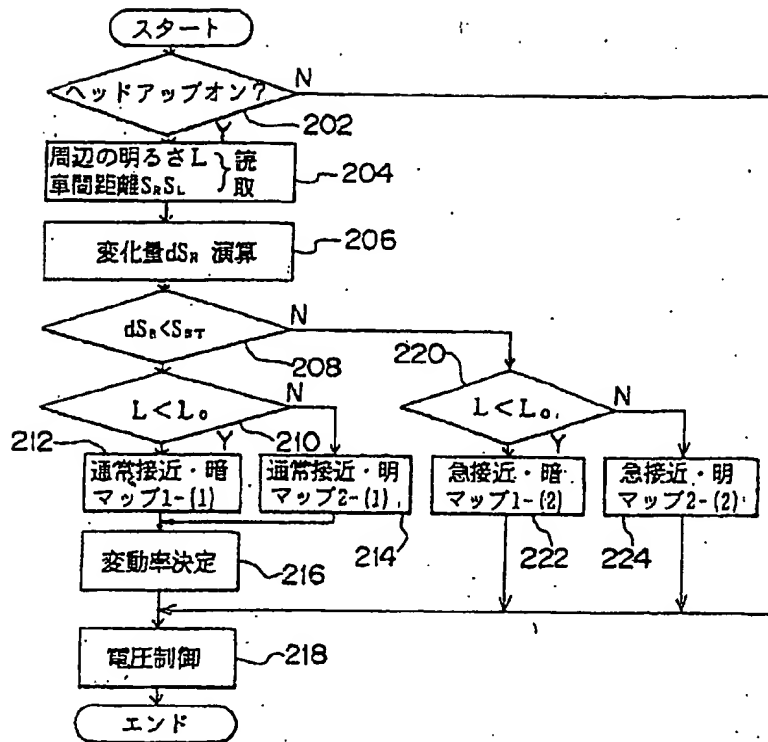 スタート
ヘッドアップオン?
N
202
Y
周辺の明るさL
車間距離SRSL
}読取
204
変化量dSR 演算
206
dSR<SST
N
208
220
L<L0
N
L<L0
N
212
Y
210
Y
通常接近・暗
マップ1-(1)
通常接近・明
マップ2-(1)
急接近・暗
マップ1-(2)
急接近・明
マップ2-(2)
214
222
224
変動率決定
216
電圧制御
218
エンド